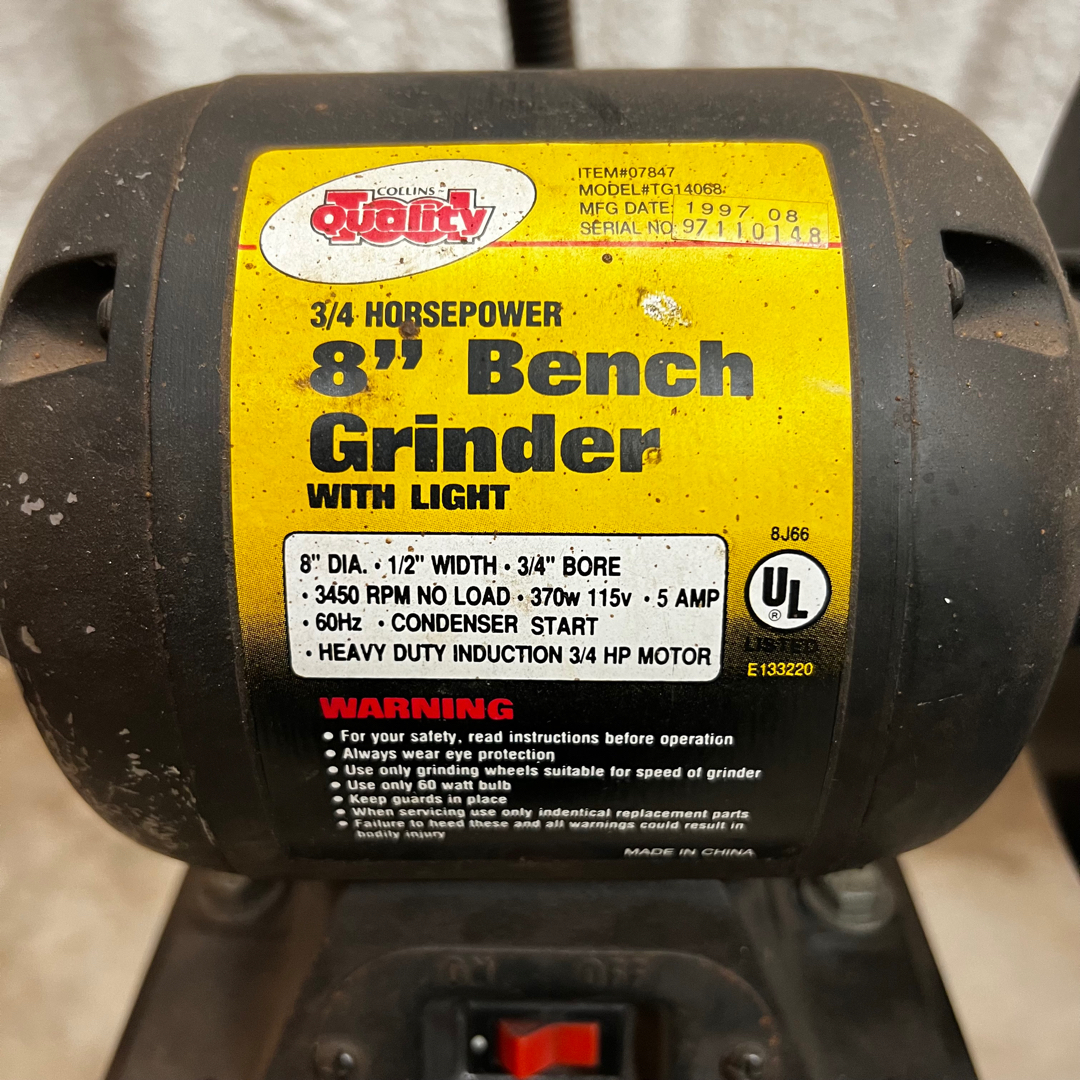 COLLINS
Quality TOOL
ITEM#07847
MODEL#TG14068
MFG DATE: 1997.08
SERIAL NO: 97110148
3/4 HORSEPOWER
8” Bench
Grinder
WITH LIGHT
8" DIA. • 1/2" WIDTH • 3/4" BORE
• 3450 RPM NO LOAD • 370w 115v • 5 AMP
• 60Hz • CONDENSER START
• HEAVY DUTY INDUCTION 3/4 HP MOTOR
8J66
UL
®
LISTED
E133220
WARNING
• For your safety, read instructions before operation
• Always wear eye protection
• Use only grinding wheels suitable for speed of grinder
• Use only 60 watt bulb
• Keep guards in place
• When servicing use only indentical replacement parts
• Failure to heed these and all warnings could result in
bodily injury
MADE IN CHINA
ON OFF